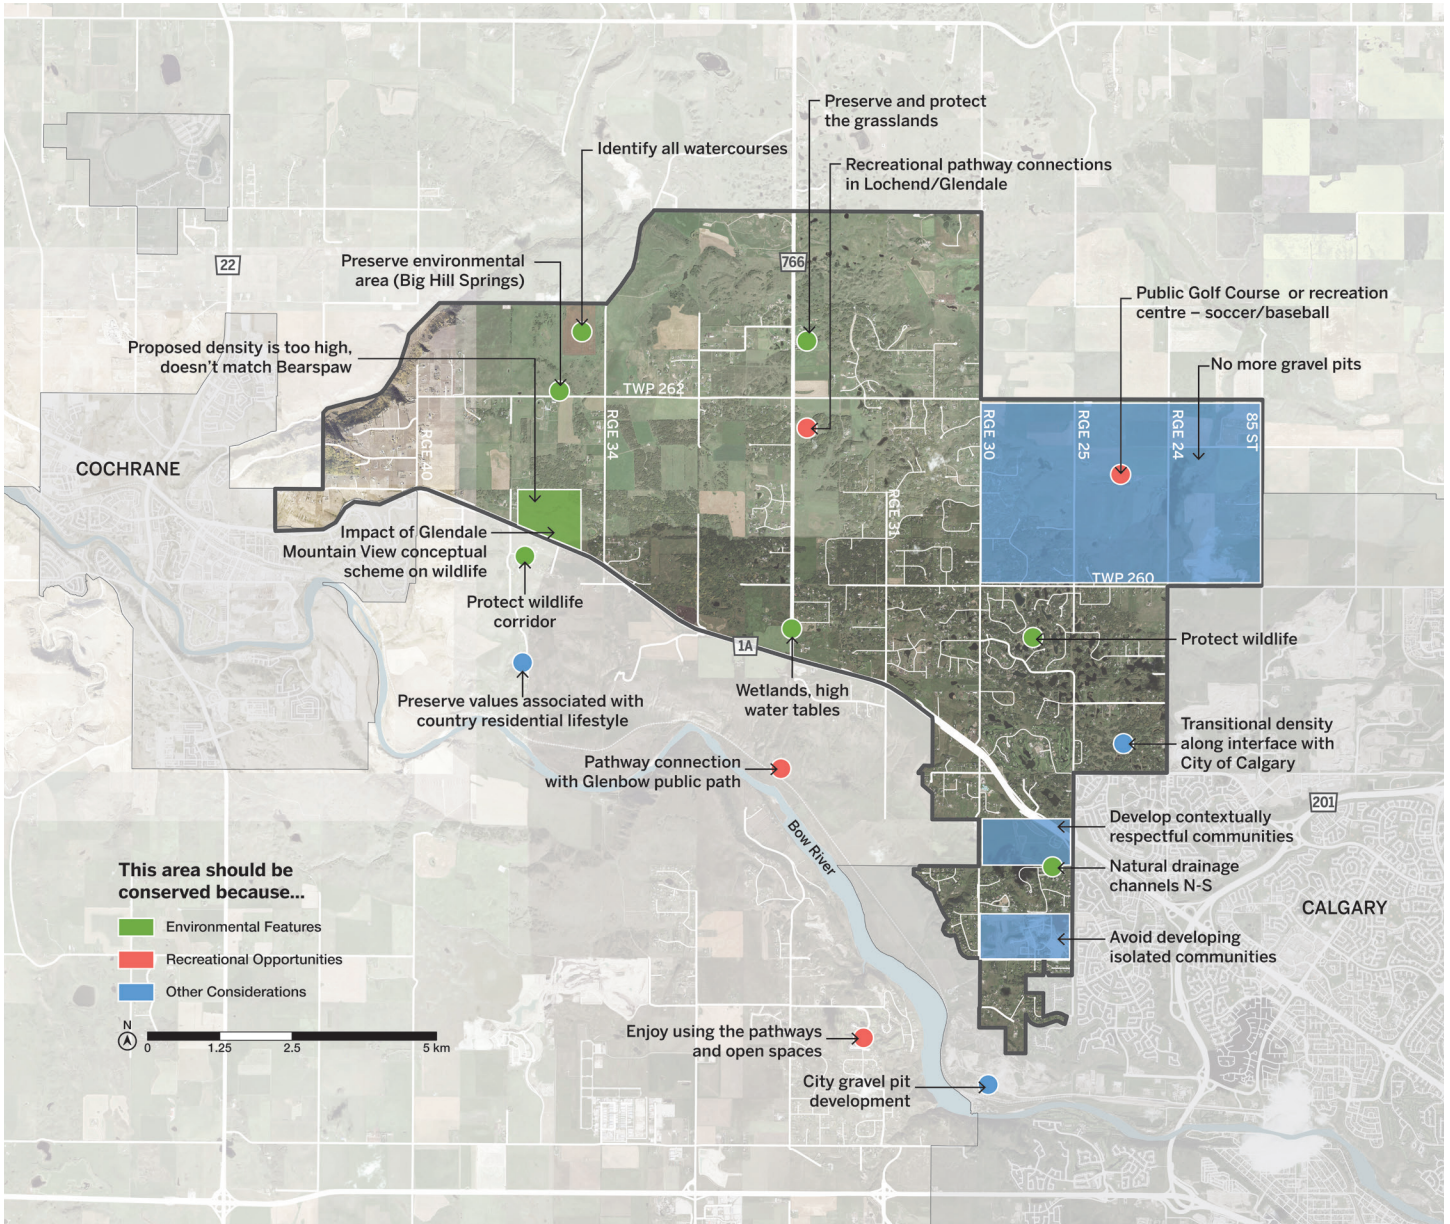 Preserve and protect
the grasslands
Identify all watercourses
Recreational pathway connections
in Lochend/Glendale
22
Preserve environmental
area (Big Hill Springs)
766
Public Golf Course or recreation
centre – soccer/baseball
Proposed density is too high,
doesn't match Bearspaw
No more gravel pits
TWP 262
RGE 40
RGE 34
RGE 31
RGE 30
RGE 25
RGE 24
85 ST
COCHRANE
Impact of Glendale
Mountain View conceptual
scheme on wildlife
TWP 260
Protect wildlife
corridor
1A
Protect wildlife
Preserve values associated with
country residential lifestyle
Wetlands, high
water tables
Transitional density
along interface with
City of Calgary
Pathway connection
with Glenbow public path
201
Bow River
Develop contextually
respectful communities
Natural drainage
channels N-S
CALGARY
Avoid developing
isolated communities
This area should be
conserved because...
Environmental Features
Recreational Opportunities
Other Considerations
N
0 1.25 2.5 5 km
Enjoy using the pathways
and open spaces
City gravel pit
development